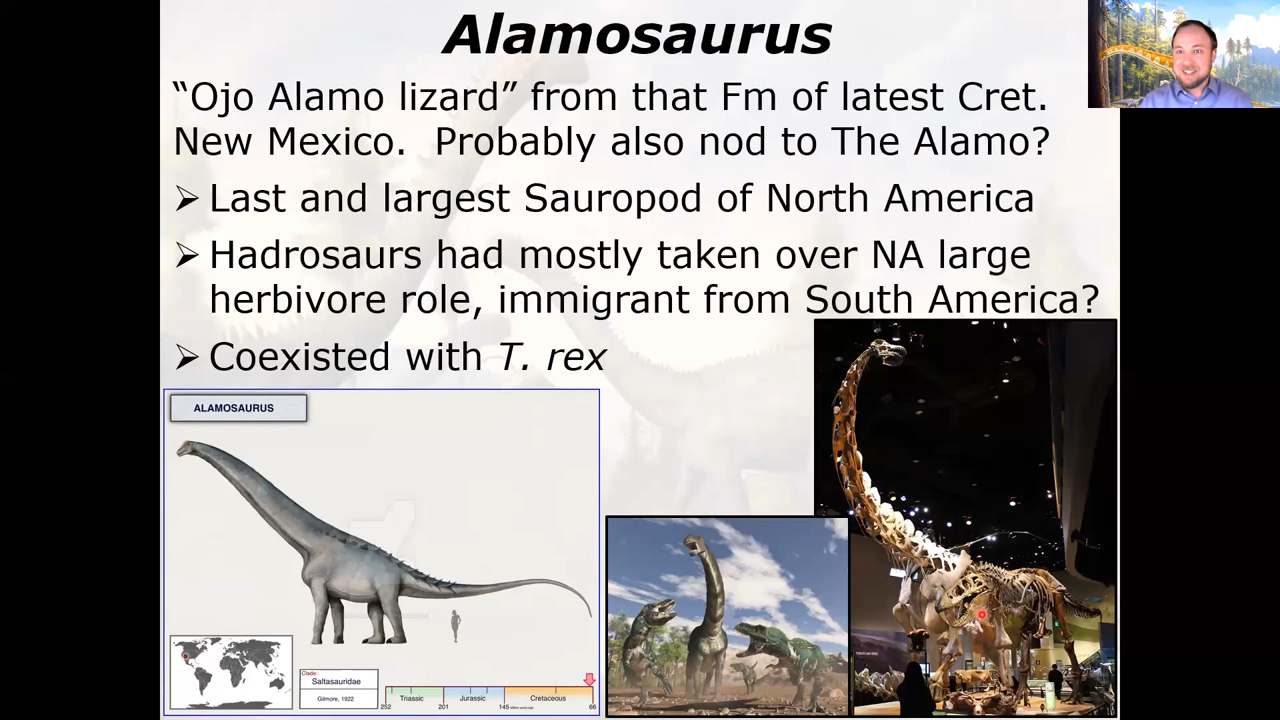 Alamosaurus
“Ojo Alamo lizard” from that Fm of latest Cret.
New Mexico.  Probably also nod to The Alamo?
➢ Last and largest Sauropod of North America
➢ Hadrosaurs had mostly taken over NA large
herbivore role, immigrant from South America?
➢ Coexisted with T. rex
ALAMOSAURUS
Clade:
Saltasauridae
Gilmore, 1922
Triassic Jurassic Cretaceous
252 201 145 66